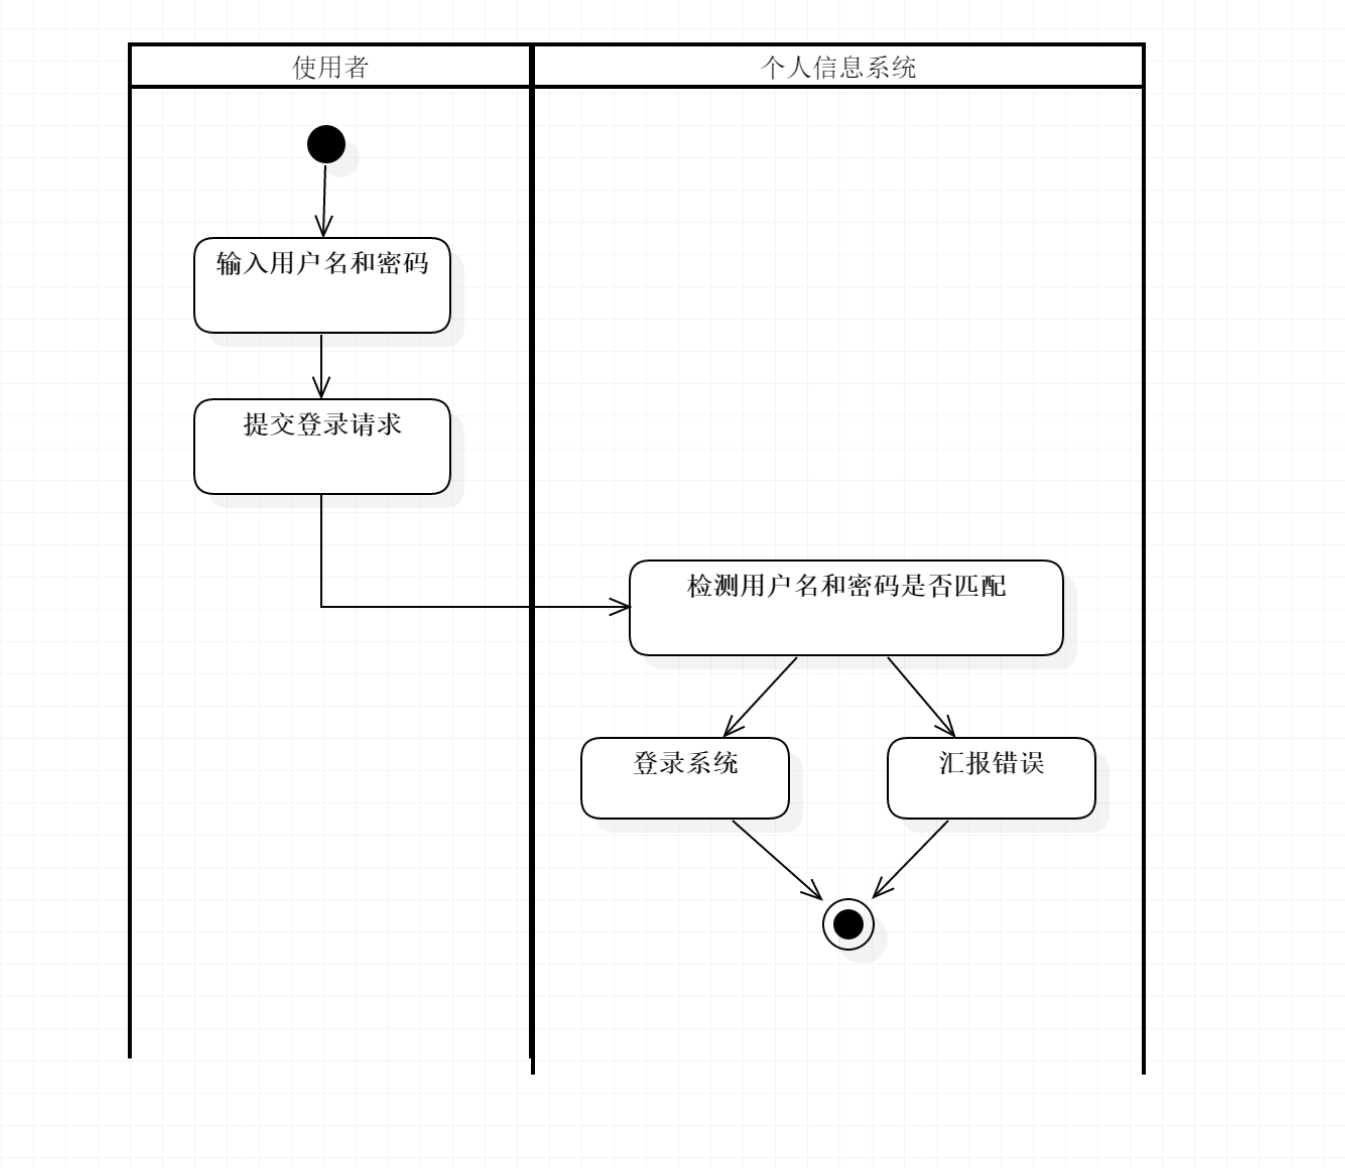 使用者
个人信息系统
输入用户名和密码
提交登录请求
检测用户名和密码是否匹配
登录系统
汇报错误